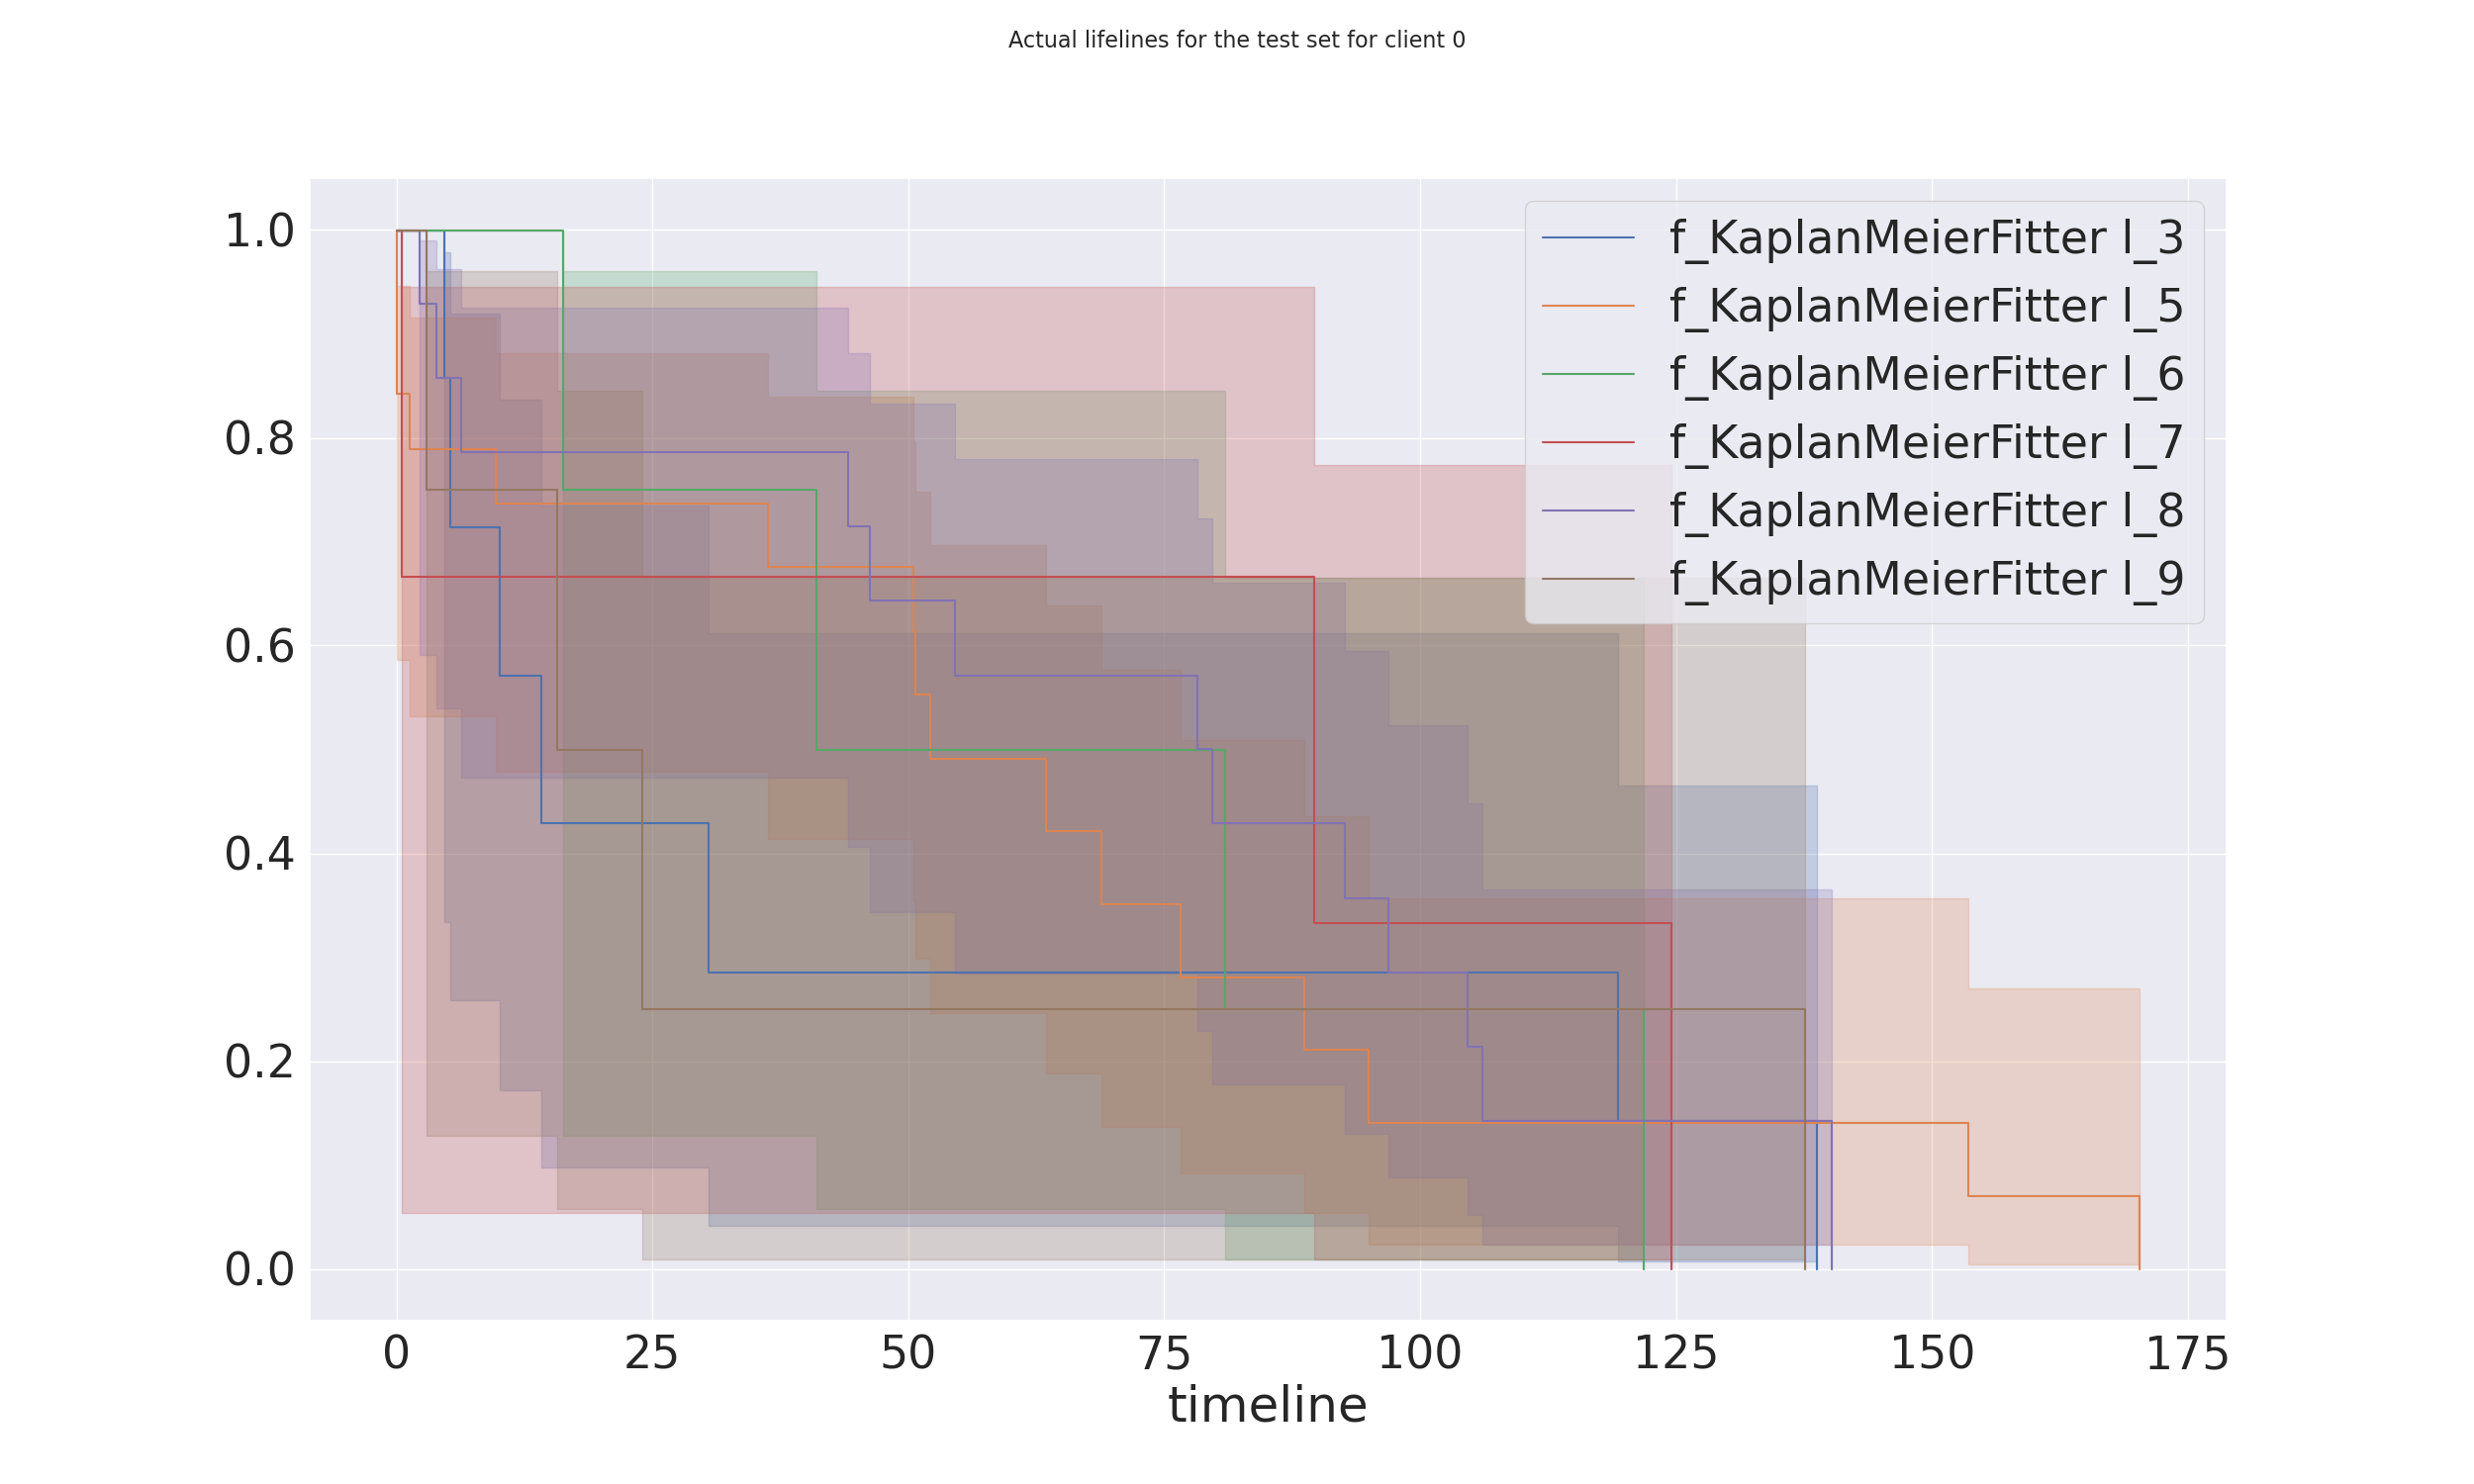 Actual lifelines for the test set for client 0
1.0
0.8
0.6
0.4
0.2
0.0
f_KaplanMeierFitter l_3
f_KaplanMeierFitter l_5
f_KaplanMeierFitter l_6
f_KaplanMeierFitter l_7
f_KaplanMeierFitter l_8
f_KaplanMeierFitter l_9
0 25 50 75 100 125 150 175
timeline